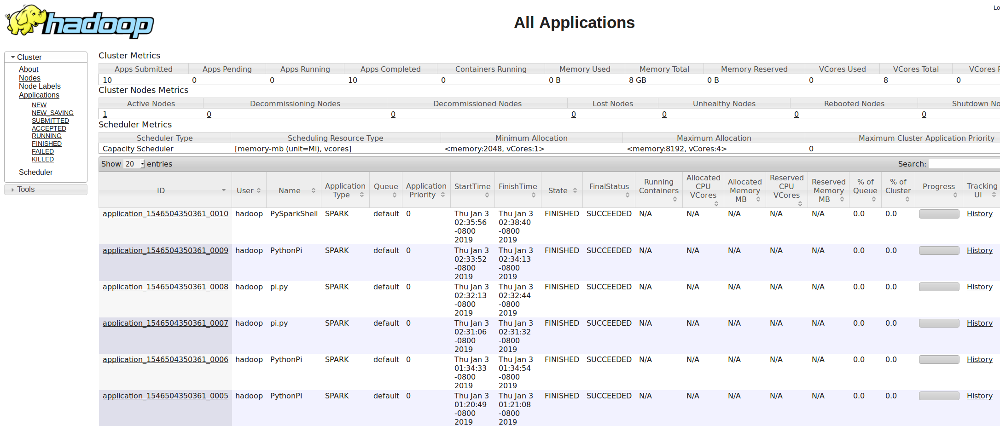 hadoop
Lo
All Applications
Cluster
About
Nodes
Node Labels
Applications
NEW
NEW_SAVING
SUBMITTED
ACCEPTED
RUNNING
FINISHED
FAILED
KILLED
Scheduler
Tools
Cluster Metrics
Apps Submitted Apps Pending Apps Running Apps Completed Containers Running Memory Used Memory Total Memory Reserved VCores Used VCores Total VCores
10 0 0 10 0 0 B 8 GB 0 B 0 8 0
Cluster Nodes Metrics
Active Nodes Decommissioning Nodes Decommissioned Nodes Lost Nodes Unhealthy Nodes Rebooted Nodes Shutdown No
1 0 0 0 0 0 0
Scheduler Metrics
Scheduler Type Scheduling Resource Type Minimum Allocation Maximum Allocation Maximum Cluster Application Priority
Capacity Scheduler [memory-mb (unit=Mi), vcores] <memory:2048, vCores:1> <memory:8192, vCores:4> 0
Show 20 entries Search:
ID User Name Application Type Queue Application Priority StartTime FinishTime State FinalStatus Running Containers Allocated CPU VCores Allocated Memory MB Reserved CPU VCores Reserved Memory MB % of Queue % of Cluster Progress Tracking UI
application_1546504350361_0010 hadoop PySparkShell SPARK default 0 Thu Jan 3 Thu Jan 3 FINISHED SUCCEEDED N/A N/A N/A N/A N/A 0.0 0.0 History
02:35:56 02:38:40
-0800 -0800
2019 2019
application_1546504350361_0009 hadoop PythonPi SPARK default 0 Thu Jan 3 Thu Jan 3 FINISHED SUCCEEDED N/A N/A N/A N/A N/A 0.0 0.0 History
02:33:52 02:34:13
-0800 -0800
2019 2019
application_1546504350361_0008 hadoop pi.py SPARK default 0 Thu Jan 3 Thu Jan 3 FINISHED SUCCEEDED N/A N/A N/A N/A N/A 0.0 0.0 History
02:32:13 02:32:44
-0800 -0800
2019 2019
application_1546504350361_0007 hadoop pi.py SPARK default 0 Thu Jan 3 Thu Jan 3 FINISHED SUCCEEDED N/A N/A N/A N/A N/A 0.0 0.0 History
02:31:06 02:31:32
-0800 -0800
2019 2019
application_1546504350361_0006 hadoop PythonPi SPARK default 0 Thu Jan 3 Thu Jan 3 FINISHED SUCCEEDED N/A N/A N/A N/A N/A 0.0 0.0 History
01:34:33 01:34:54
-0800 -0800
2019 2019
application_1546504350361_0005 hadoop PythonPi SPARK default 0 Thu Jan 3 Thu Jan 3 FINISHED SUCCEEDED N/A N/A N/A N/A N/A 0.0 0.0 History
01:20:49 01:21:08
-0800 -0800
2019 2019